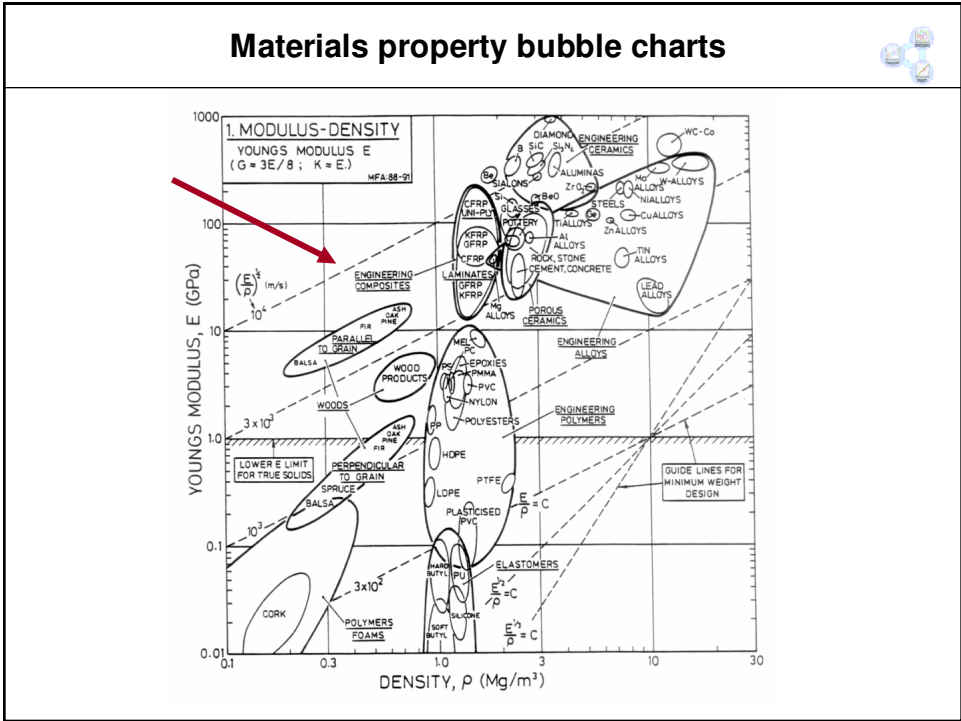 Materials property bubble charts
1. MODULUS-DENSITY
YOUNGS MODULUS E
(G ≈ 3E/8 ; K ≈ E.)
MFA:88-91
YOUNGS MODULUS, E (GPa)
1000
100
10
1.0
0.1
0.01
0.1
0.3
1.0
3
10
30
DENSITY, ρ (Mg/m³)
DIAMOND
B
SiC
Si₃N₄
ENGINEERING
CERAMICS
WC-Co
Be
SIALONS
ALUMINAS
ZrO₂
BeO
Si
GLASSES
POTTERY
Mo
ALLOYS
W-ALLOYS
STEELS
Ni ALLOYS
Ti ALLOYS
Cu ALLOYS
Zn ALLOYS
Al
ALLOYS
TIN
ALLOYS
LEAD
ALLOYS
ROCK, STONE
CEMENT, CONCRETE
POROUS
CERAMICS
Mg
ALLOYS
ENGINEERING
ALLOYS
CFRP
UNI-PLY
KFRP
GFRP
CFRP
LAMINATES
GFRP
KFRP
ENGINEERING
COMPOSITES
(E/ρ)^½ (m/s)
10⁴
3×10³
10³
3×10²
ASH
OAK
PINE
FIR
PARALLEL
TO GRAIN
BALSA
WOOD
PRODUCTS
WOODS
ASH
OAK
PINE
FIR
PERPENDICULAR
TO GRAIN
SPRUCE
BALSA
LOWER E LIMIT
FOR TRUE SOLIDS
MEL
PC
PS
EPOXIES
PMMA
PVC
NYLON
POLYESTERS
PP
HDPE
LDPE
PTFE
PLASTICISED
PVC
ENGINEERING
POLYMERS
GUIDE LINES FOR
MINIMUM WEIGHT
DESIGN
E/ρ = C
E^½/ρ = C
E^⅓/ρ = C
HARD
BUTYL
PU
ELASTOMERS
SILICONE
SOFT
BUTYL
CORK
POLYMERS
FOAMS